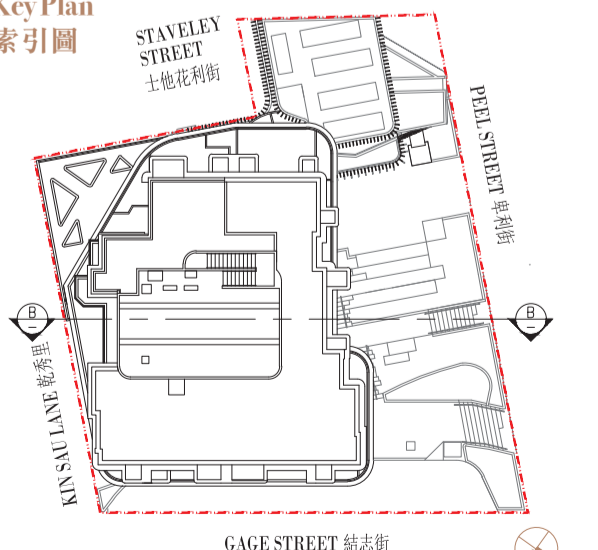 Key Plan
索引圖
STAVELEY
STREET
士他花利街
PEEL STREET 卑利街
B
B
KIN SAU LANE 乾秀里
GAGE STREET 結志街